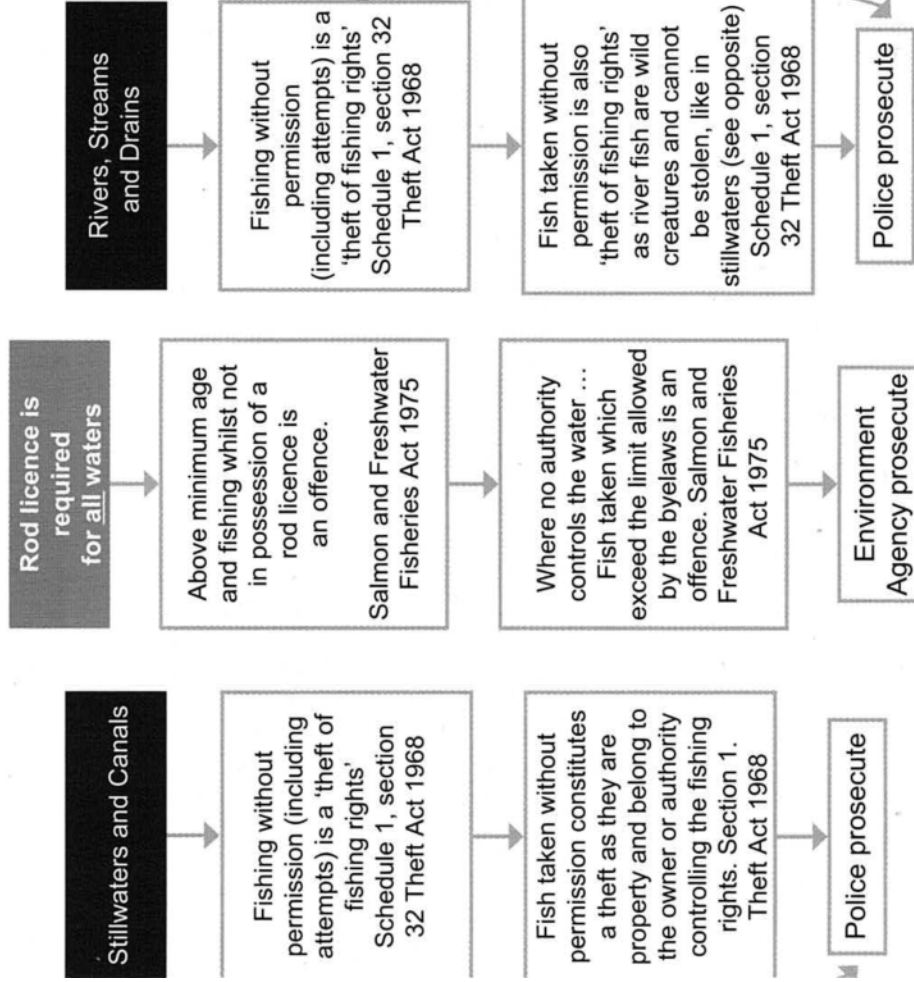 Stillwaters and Canals
Fishing without
permission (including
attempts) is a ‘theft of
fishing rights’
Schedule 1, section
32 Theft Act 1968
Fish taken without
permission constitutes
a theft as they are
property and belong to
the owner or authority
controlling the fishing
rights. Section 1.
Theft Act 1968
Police prosecute
Rod licence is
required
for all waters
Above minimum age
and fishing whilst not
in possession of a
rod licence is
an offence.
Salmon and Freshwater
Fisheries Act 1975
Where no authority
controls the water …
Fish taken which
exceed the limit allowed
by the byelaws is an
offence. Salmon and
Freshwater Fisheries
Act 1975
Environment
Agency prosecute
Rivers, Streams
and Drains
Fishing without
permission
(including attempts) is a
‘theft of fishing rights’
Schedule 1, section 32
Theft Act 1968
Fish taken without
permission is also
‘theft of fishing rights’
as river fish are wild
creatures and cannot
be stolen, like in
stillwaters (see opposite)
Schedule 1, section
32 Theft Act 1968
Police prosecute